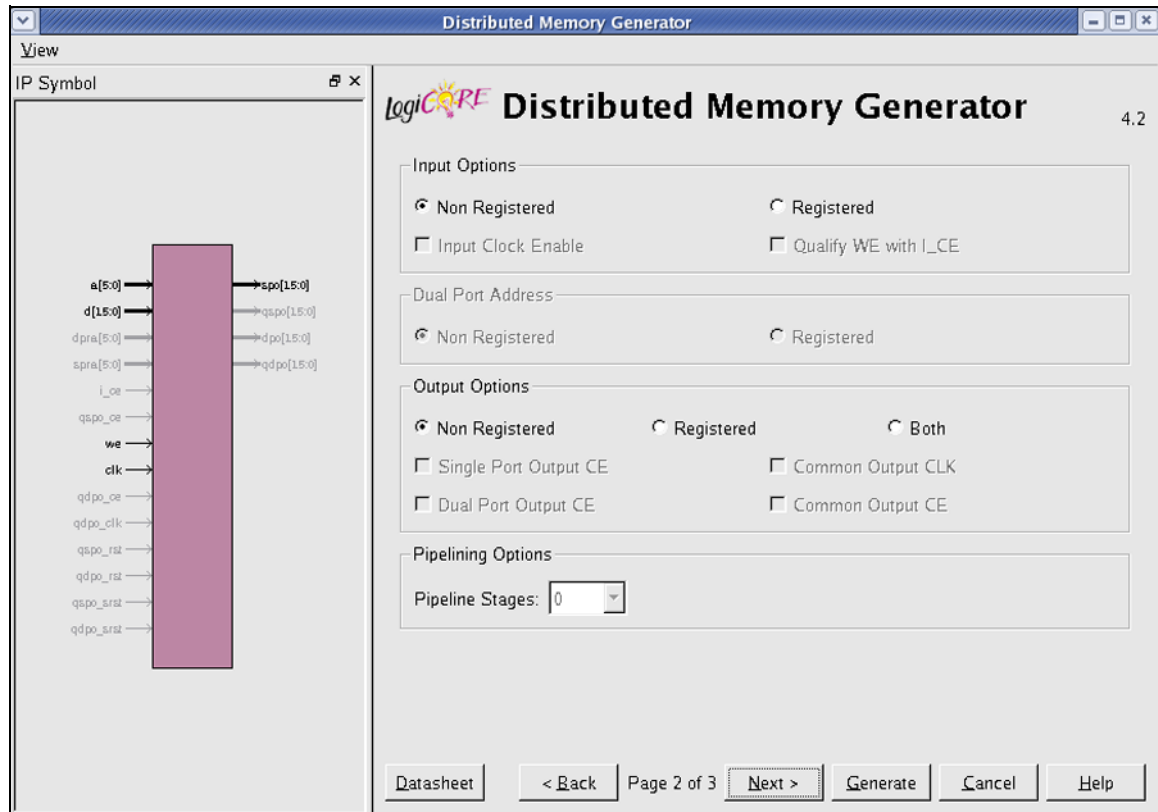 Distributed Memory Generator
View
IP Symbol
LogiCORE Distributed Memory Generator 4.2
Input Options
Non Registered Registered
Input Clock Enable Qualify WE with I_CE
Dual Port Address
Non Registered Registered
Output Options
Non Registered Registered Both
Single Port Output CE Common Output CLK
Dual Port Output CE Common Output CE
Pipelining Options
Pipeline Stages: 0
a[5:0] spo[15:0]
d[15:0] qspo[15:0]
dpra[5:0] dpo[15:0]
spra[5:0] qdpo[15:0]
i_ce
qspo_ce
we
clk
qdpo_ce
qdpo_clk
qspo_rst
qdpo_rst
qspo_srst
qdpo_srst
Datasheet < Back Page 2 of 3 Next > Generate Cancel Help